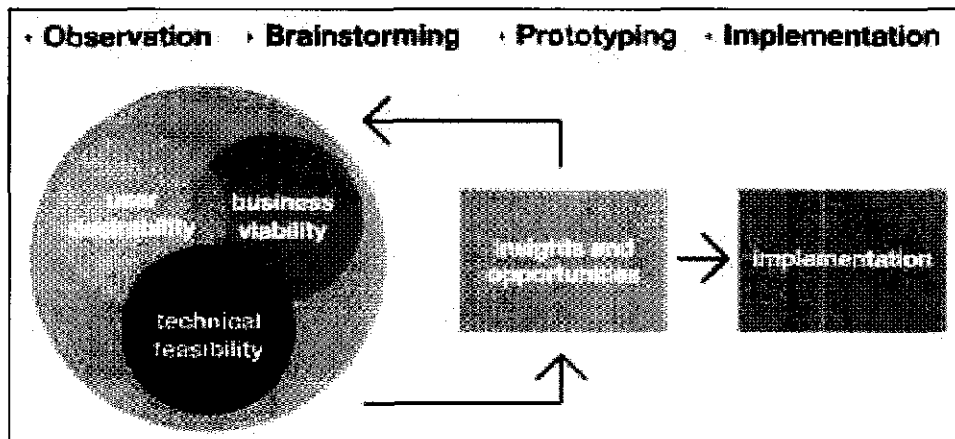 Observation
Brainstorming
Prototyping
Implementation
user
desirability
business
viability
technical
feasibility
insights and
opportunities
implementation